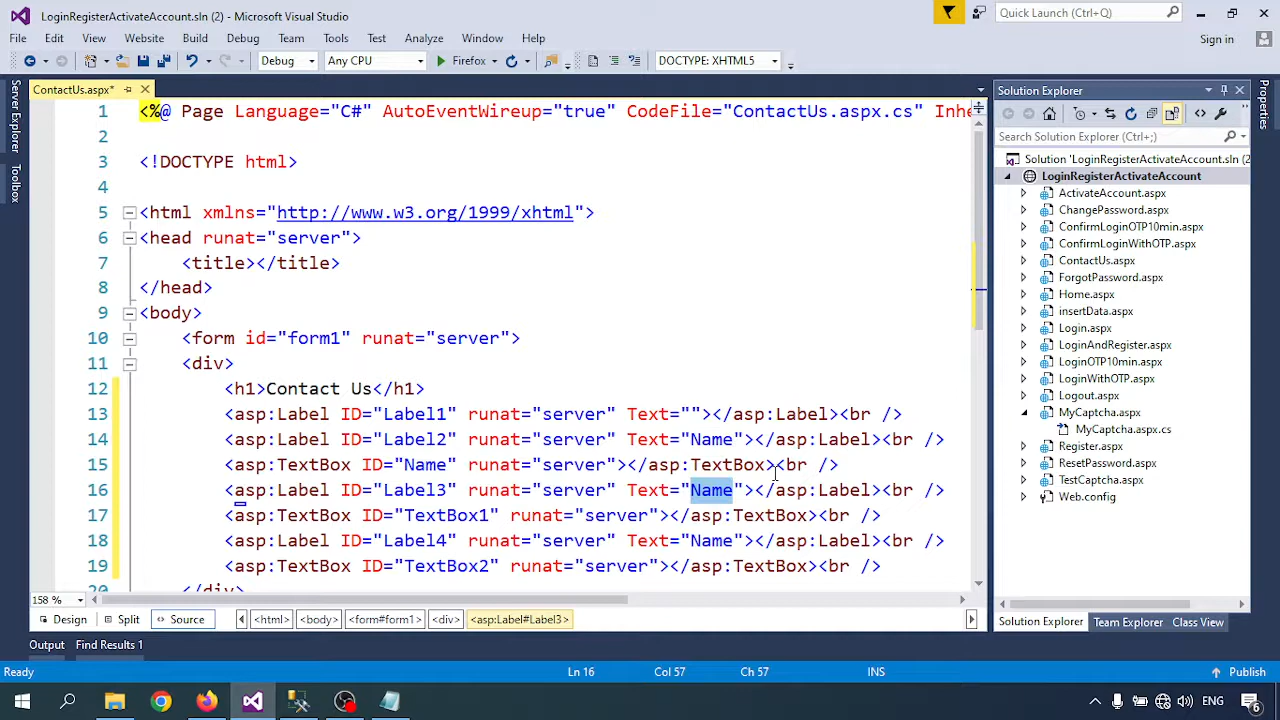 LoginRegisterActivateAccount.sln (2) - Microsoft Visual Studio
Quick Launch (Ctrl+Q)
File Edit View Website Build Debug Team Tools Test Analyze Window Help
Sign in
Debug Any CPU Firefox DOCTYPE: XHTML5
Server Explorer
Toolbox
ContactUs.aspx*
1 <%@ Page Language="C#" AutoEventWireup="true" CodeFile="ContactUs.aspx.cs" Inhe
2
3 <!DOCTYPE html>
4
5 <html xmlns="http://www.w3.org/1999/xhtml">
6 <head runat="server">
7 <title></title>
8 </head>
9 <body>
10 <form id="form1" runat="server">
11 <div>
12 <h1>Contact Us</h1>
13 <asp:Label ID="Label1" runat="server" Text=""></asp:Label><br />
14 <asp:Label ID="Label2" runat="server" Text="Name"></asp:Label><br />
15 <asp:TextBox ID="Name" runat="server"></asp:TextBox><br />
16 <asp:Label ID="Label3" runat="server" Text="Name"></asp:Label><br />
17 <asp:TextBox ID="TextBox1" runat="server"></asp:TextBox><br />
18 <asp:Label ID="Label4" runat="server" Text="Name"></asp:Label><br />
19 <asp:TextBox ID="TextBox2" runat="server"></asp:TextBox><br />
20 </div>
158 %
Design Split Source <html> <body> <form#form1> <div> <asp:Label#Label3>
Solution Explorer
Search Solution Explorer (Ctrl+;)
Solution 'LoginRegisterActivateAccount.sln (2
LoginRegisterActivateAccount
ActivateAccount.aspx
ChangePassword.aspx
ConfirmLoginOTP10min.aspx
ConfirmLoginWithOTP.aspx
ContactUs.aspx
ForgotPassword.aspx
Home.aspx
insertData.aspx
Login.aspx
LoginAndRegister.aspx
LoginOTP10min.aspx
LoginWithOTP.aspx
Logout.aspx
MyCaptcha.aspx
MyCaptcha.aspx.cs
Register.aspx
ResetPassword.aspx
TestCaptcha.aspx
Web.config
Solution Explorer Team Explorer Class View
Properties
Output Find Results 1
Ready Ln 16 Col 57 Ch 57 INS Publish
ENG 6